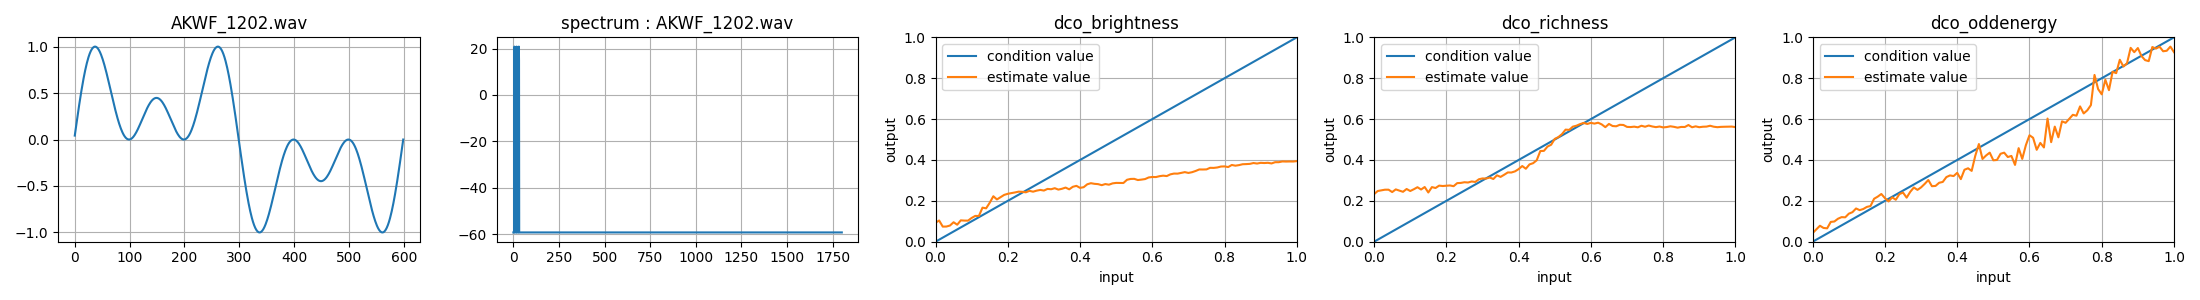 AKWF_1202.wav
1.0
0.5
0.0
−0.5
−1.0
0 100 200 300 400 500 600
spectrum : AKWF_1202.wav
20
0
−20
−40
−60
0 250 500 750 1000 1250 1500 1750
dco_brightness
condition value
estimate value
output
1.0
0.8
0.6
0.4
0.2
0.0
0.0 0.2 0.4 0.6 0.8 1.0
input
dco_richness
condition value
estimate value
output
1.0
0.8
0.6
0.4
0.2
0.0
0.0 0.2 0.4 0.6 0.8 1.0
input
dco_oddenergy
condition value
estimate value
output
1.0
0.8
0.6
0.4
0.2
0.0
0.0 0.2 0.4 0.6 0.8 1.0
input